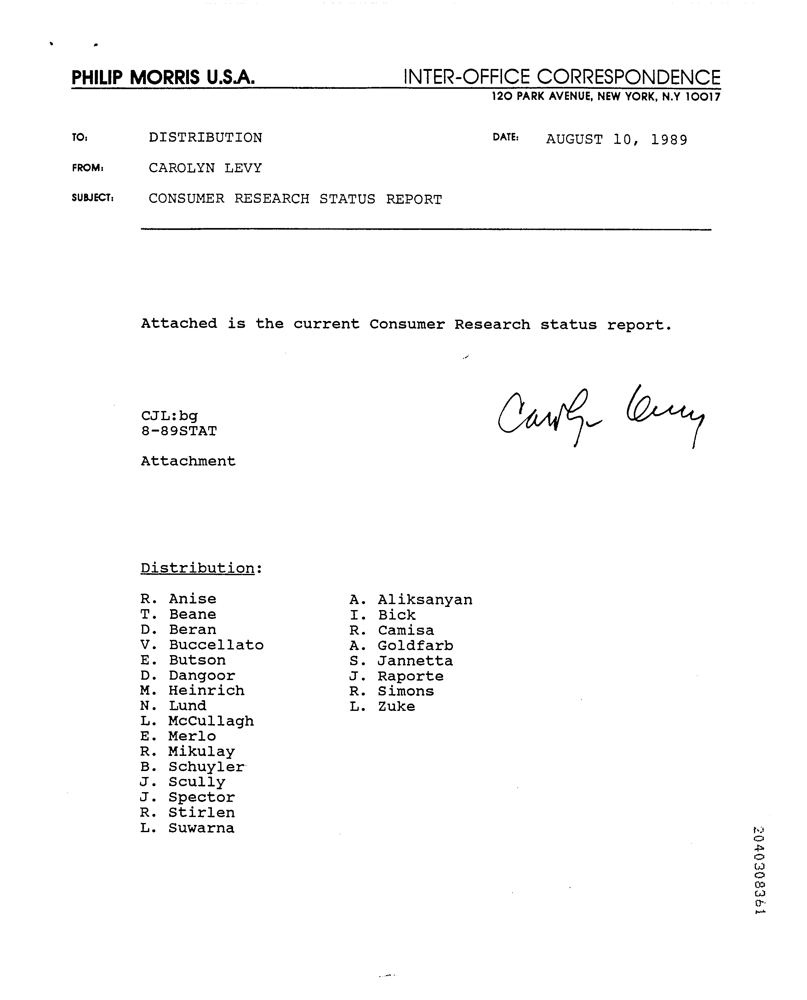 PHILIP MORRIS U.S.A. INTER-OFFICE CORRESPONDENCE
120 PARK AVENUE, NEW YORK, N.Y 10017
TO: DISTRIBUTION DATE: AUGUST 10, 1989
FROM: CAROLYN LEVY
SUBJECT: CONSUMER RESEARCH STATUS REPORT
Attached is the current Consumer Research status report.
Carolyn Levy
CJL:bg
8-89STAT
Attachment
Distribution:
R. Anise
T. Beane
D. Beran
V. Buccellato
E. Butson
D. Dangoor
M. Heinrich
N. Lund
L. McCullagh
E. Merlo
R. Mikulay
B. Schuyler
J. Scully
J. Spector
R. Stirlen
L. Suwarna
A. Aliksanyan
I. Bick
R. Camisa
A. Goldfarb
S. Jannetta
J. Raporte
R. Simons
L. Zuke
2040308361